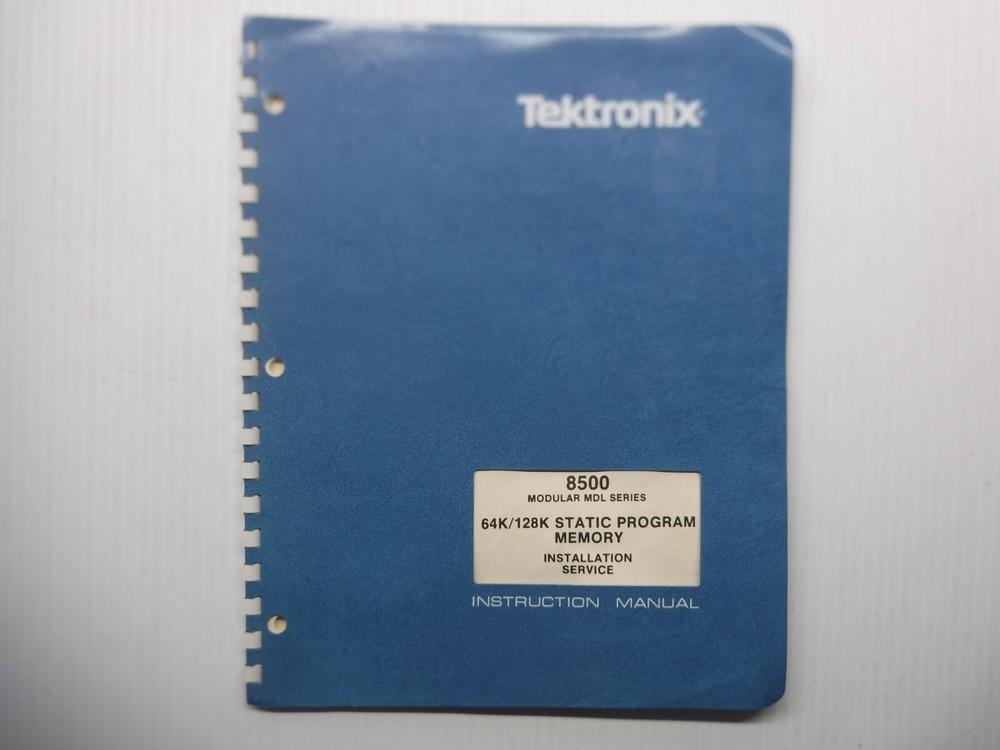 Tektronix
8500
MODULAR MDL SERIES
64K/128K STATIC PROGRAM
MEMORY
INSTALLATION
SERVICE
INSTRUCTION MANUAL